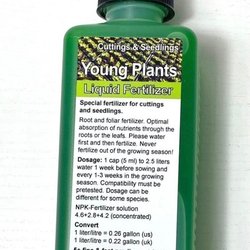 Cuttings & Seedlings
Young Plants
Liquid Fertilizer
Special fertilizer for cuttings
and seedlings.
Root and foliar fertilizer. Optimal
absorption of nutrients through the
roots or the leafs. Please water
first and then fertilize. Never
fertilize out of the growing season!
Dosage: 1 cap (5 ml) to 2.5 liters
water 1 week before sowing and
every 1-3 weeks in the growing
season. Compatibility must be
pretested. Dosage can be
different for some species.
NPK-Fertilizer solution
4.6+2.8+4.2 (concentrated)
Convert
1 liter/litre = 0.26 gallon (us)
1 liter/litre = 0.22 gallon (uk)